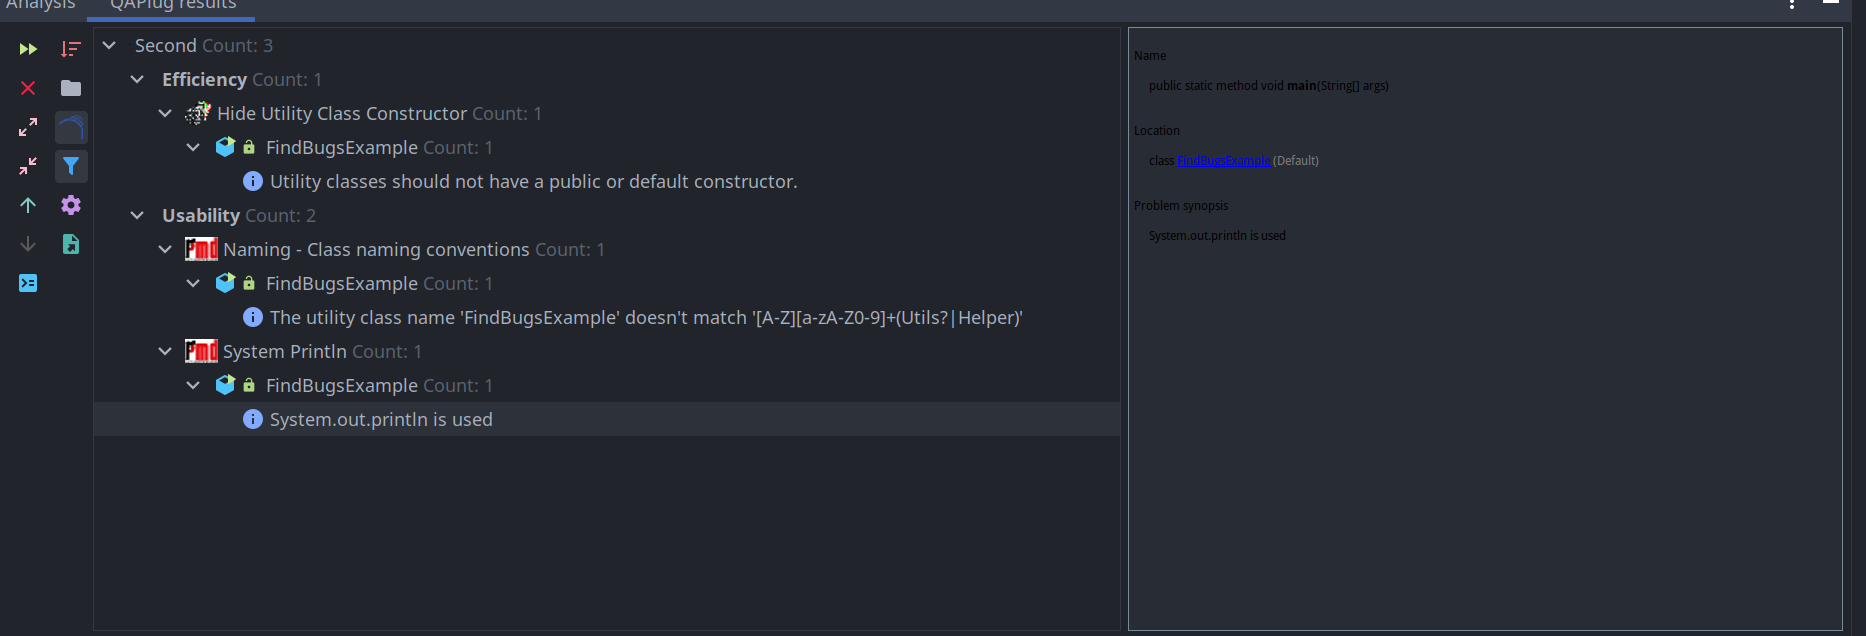 Analysis QAPlug results
Second Count: 3
Efficiency Count: 1
Hide Utility Class Constructor Count: 1
FindBugsExample Count: 1
Utility classes should not have a public or default constructor.
Usability Count: 2
pmd Naming - Class naming conventions Count: 1
FindBugsExample Count: 1
The utility class name 'FindBugsExample' doesn't match '[A-Z][a-zA-Z0-9]+(Utils?|Helper)'
pmd System Println Count: 1
FindBugsExample Count: 1
System.out.println is used
Name
public static method void main(String[] args)
Location
class FindBugsExample (Default)
Problem synopsis
System.out.println is used